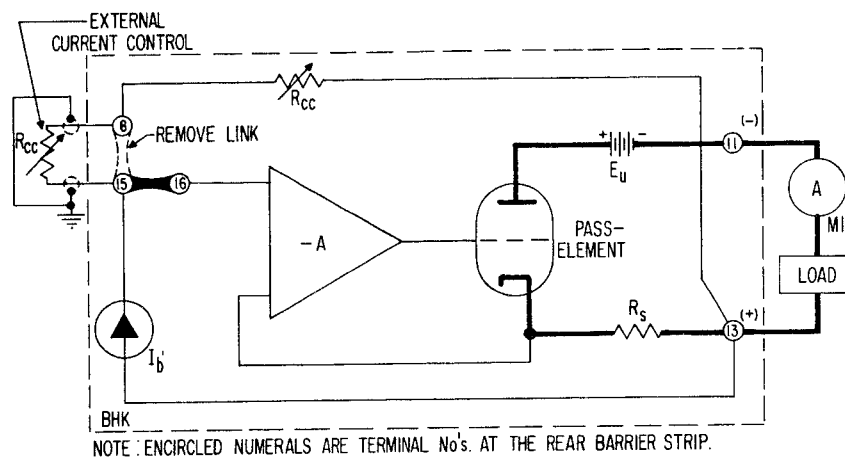 EXTERNAL
CURRENT CONTROL
Rcc
8
Rcc
REMOVE LINK
15
16
-A
+ -
Eu
11
(-)
A
MI
PASS-
ELEMENT
LOAD
Rs
(+)
13
Ib'
BHK
NOTE: ENCIRCLED NUMERALS ARE TERMINAL No's. AT THE REAR BARRIER STRIP.